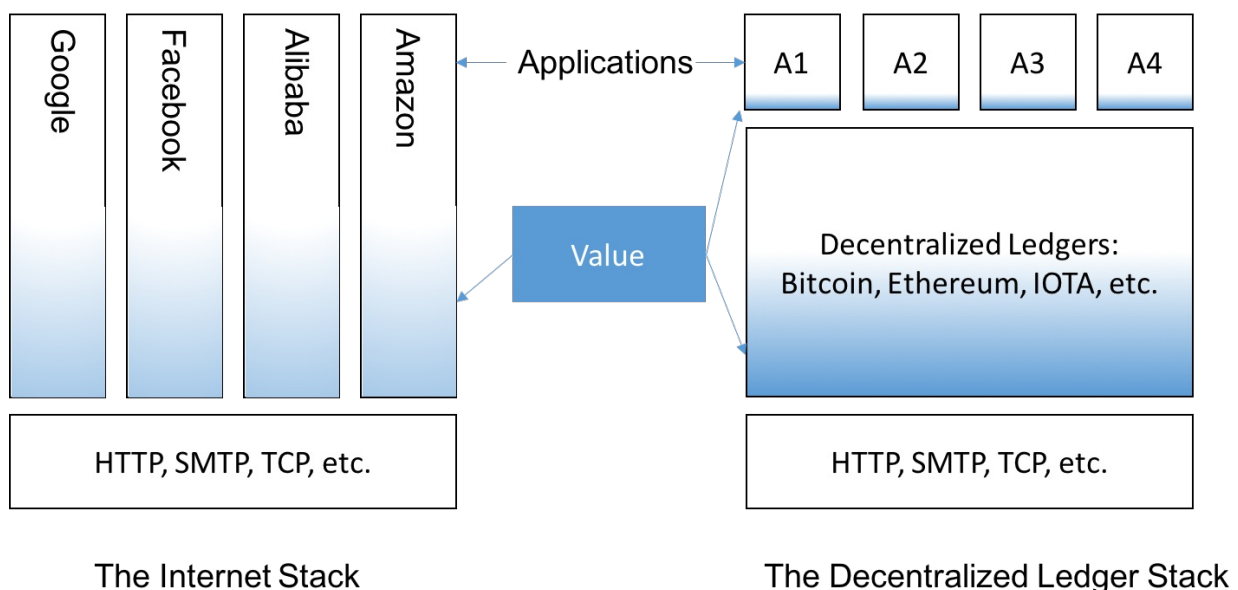 Google
Facebook
Alibaba
Amazon
Applications
A1
A2
A3
A4
Value
Decentralized Ledgers:
Bitcoin, Ethereum, IOTA, etc.
HTTP, SMTP, TCP, etc.
HTTP, SMTP, TCP, etc.
The Internet Stack
The Decentralized Ledger Stack